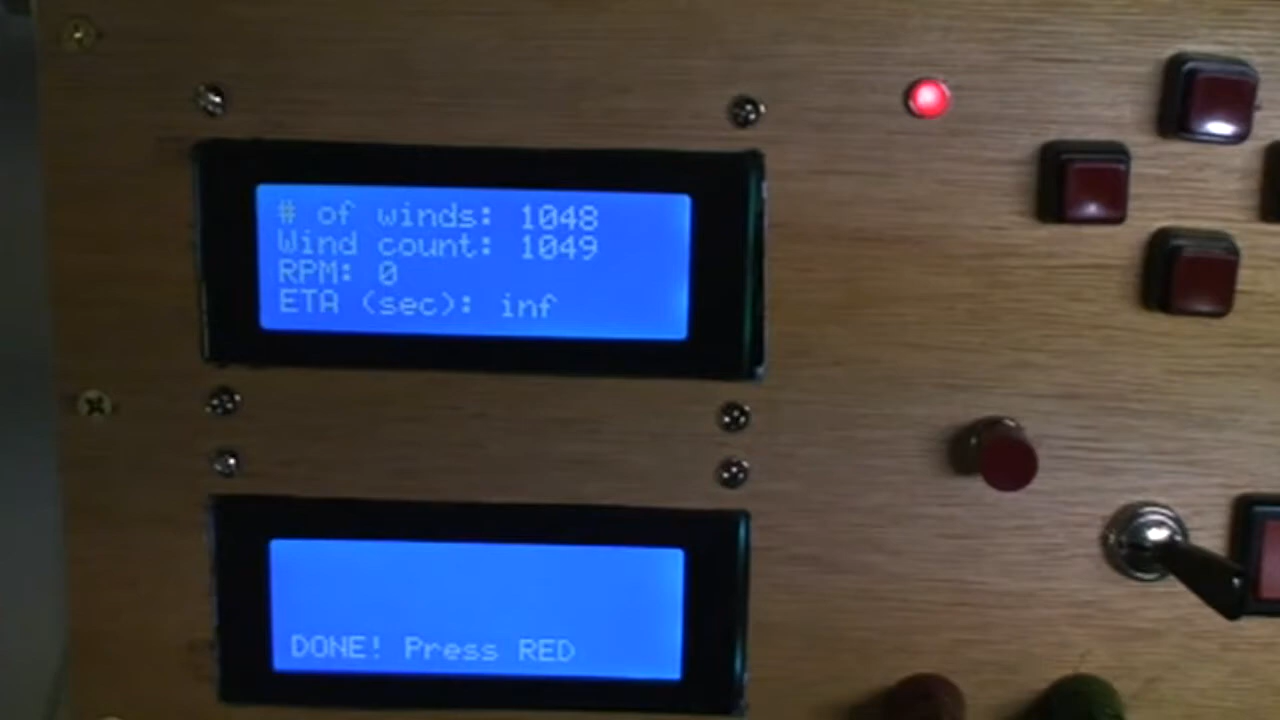 # of winds: 1048
Wind count: 1049
RPM: 0
ETA (sec): inf
DONE! Press RED